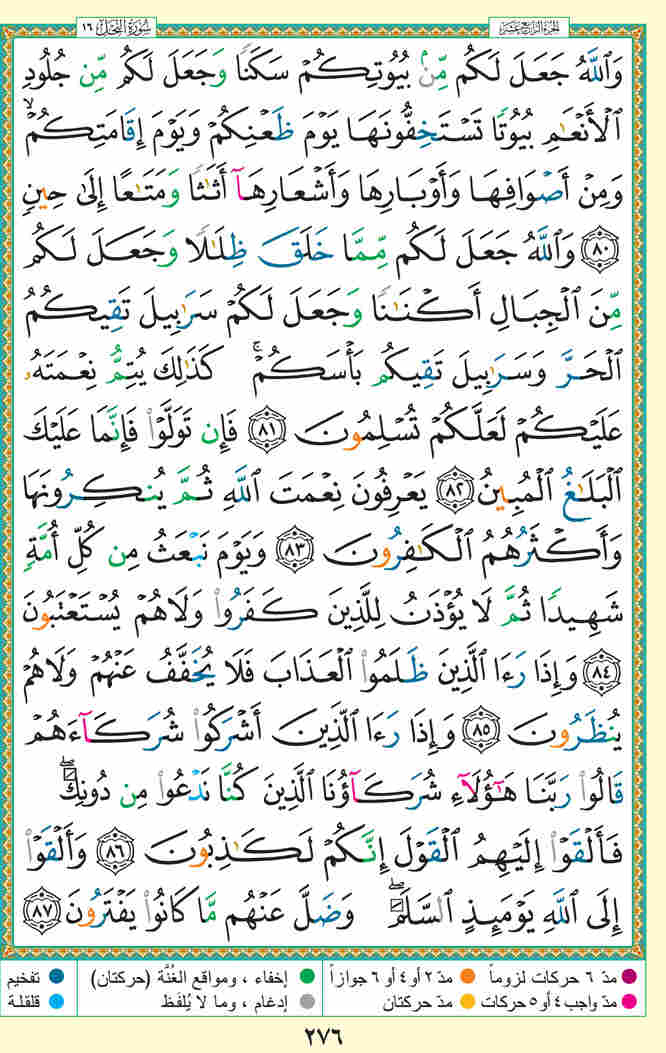 الجزء الرابع عشر
سُورَةُ النَّحْلِ ١٦
وَٱللَّهُ جَعَلَ لَكُم مِّنۢ بُيُوتِكُمْ سَكَنًا وَجَعَلَ لَكُم مِّن جُلُودِ
ٱلْأَنْعَٰمِ بُيُوتًا تَسْتَخِفُّونَهَا يَوْمَ ظَعْنِكُمْ وَيَوْمَ إِقَامَتِكُمْ ۙ
وَمِنْ أَصْوَافِهَا وَأَوْبَارِهَا وَأَشْعَارِهَآ أَثَٰثًا وَمَتَٰعًا إِلَىٰ حِينٍ
﴿٨٠﴾ وَٱللَّهُ جَعَلَ لَكُم مِّمَّا خَلَقَ ظِلَٰلًا وَجَعَلَ لَكُم
مِّنَ ٱلْجِبَالِ أَكْنَٰنًا وَجَعَلَ لَكُمْ سَرَٰبِيلَ تَقِيكُمُ
ٱلْحَرَّ وَسَرَٰبِيلَ تَقِيكُم بَأْسَكُمْ ۚ كَذَٰلِكَ يُتِمُّ نِعْمَتَهُۥ
عَلَيْكُمْ لَعَلَّكُمْ تُسْلِمُونَ ﴿٨١﴾ فَإِن تَوَلَّوْا۟ فَإِنَّمَا عَلَيْكَ
ٱلْبَلَٰغُ ٱلْمُبِينُ ﴿٨٢﴾ يَعْرِفُونَ نِعْمَتَ ٱللَّهِ ثُمَّ يُنكِرُونَهَا
وَأَكْثَرُهُمُ ٱلْكَٰفِرُونَ ﴿٨٣﴾ وَيَوْمَ نَبْعَثُ مِن كُلِّ أُمَّةٍ
شَهِيدًا ثُمَّ لَا يُؤْذَنُ لِلَّذِينَ كَفَرُوا۟ وَلَا هُمْ يُسْتَعْتَبُونَ
﴿٨٤﴾ وَإِذَا رَءَا ٱلَّذِينَ ظَلَمُوا۟ ٱلْعَذَابَ فَلَا يُخَفَّفُ عَنْهُمْ وَلَا هُمْ
يُنظَرُونَ ﴿٨٥﴾ وَإِذَا رَءَا ٱلَّذِينَ أَشْرَكُوا۟ شُرَكَآءَهُمْ
قَالُوا۟ رَبَّنَا هَٰٓؤُلَآءِ شُرَكَآؤُنَا ٱلَّذِينَ كُنَّا نَدْعُوا۟ مِن دُونِكَ ۖ
فَأَلْقَوْا۟ إِلَيْهِمُ ٱلْقَوْلَ إِنَّكُمْ لَكَٰذِبُونَ ﴿٨٦﴾ وَأَلْقَوْا۟
إِلَى ٱللَّهِ يَوْمَئِذٍ ٱلسَّلَمَ ۖ وَضَلَّ عَنْهُم مَّا كَانُوا۟ يَفْتَرُونَ ﴿٨٧﴾
مدّ ٦ حركات لزوماً مدّ ٢ أو ٤ أو ٦ جوازاً إخفاء ، ومواقع الغُنَّة (حركتان) تفخيم
مدّ واجب ٤ أو ٥ حركات مدّ حركتان إدغام ، وما لا يُلفَظ قلقلة
٢٧٦